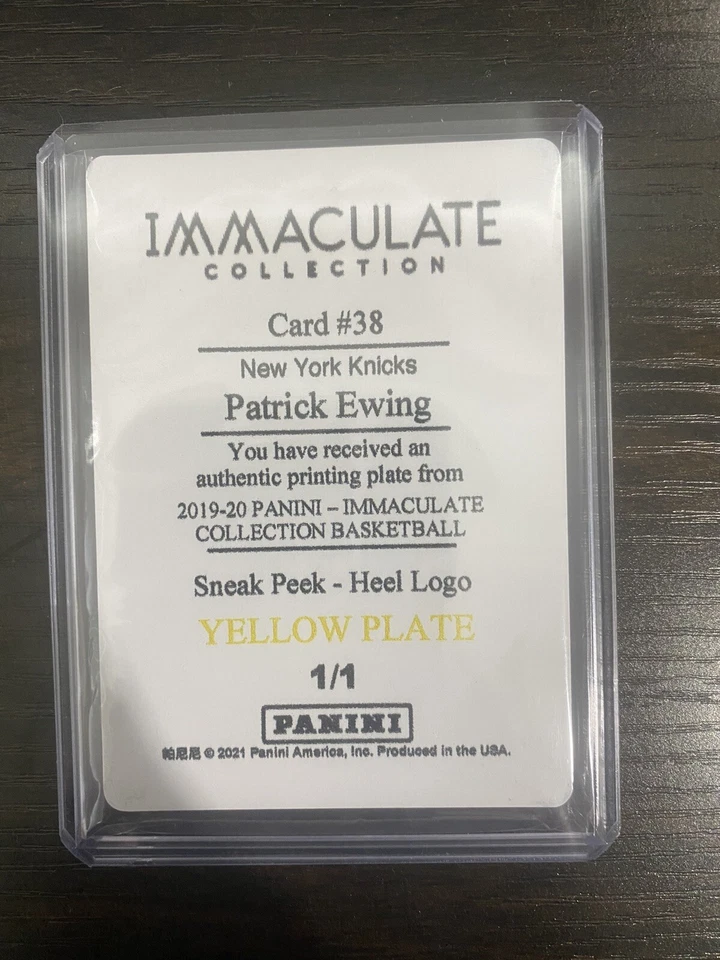 IMMACULATE
COLLECTION
Card #38
New York Knicks
Patrick Ewing
You have received an
authentic printing plate from
2019-20 PANINI – IMMACULATE
COLLECTION BASKETBALL
Sneak Peek - Heel Logo
YELLOW PLATE
1/1
PANINI
帕尼尼 © 2021 Panini America, Inc. Produced in the USA.